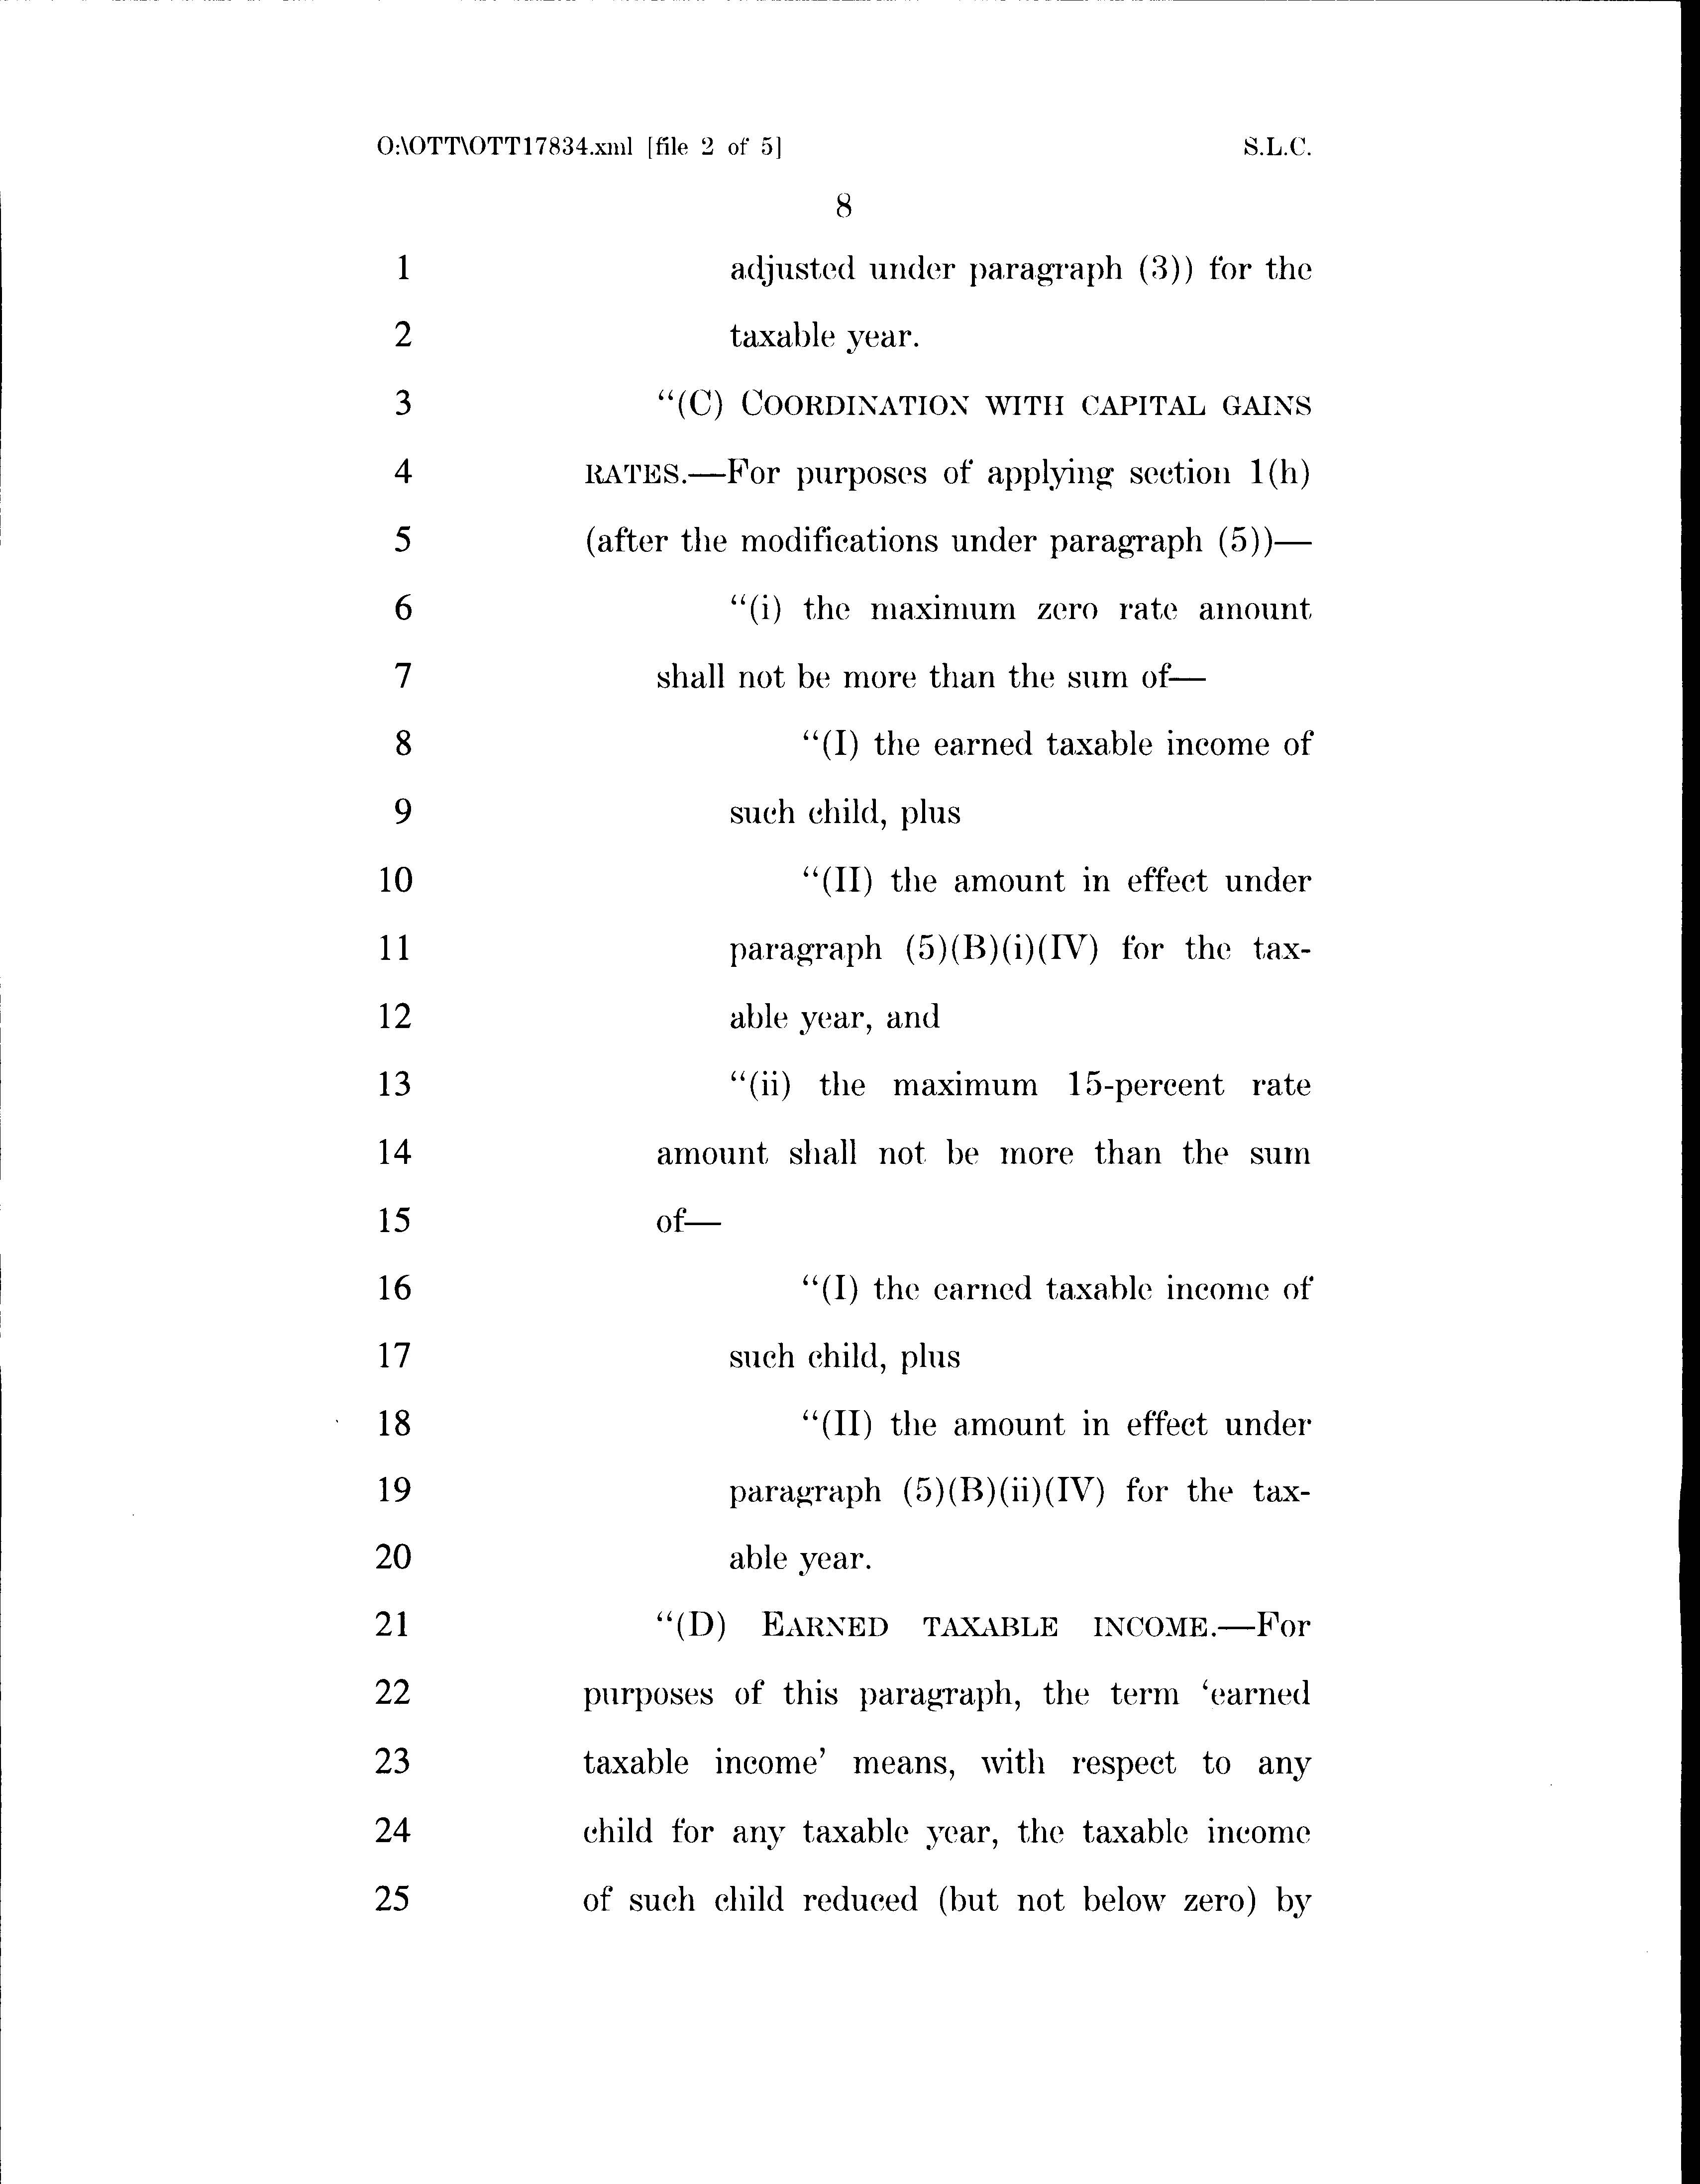 O:\OTT\OTT17834.xml [file 2 of 5] S.L.C.
8
1 adjusted under paragraph (3)) for the
2 taxable year.
3 “(C) COORDINATION WITH CAPITAL GAINS
4 RATES.—For purposes of applying section 1(h)
5 (after the modifications under paragraph (5))—
6 “(i) the maximum zero rate amount
7 shall not be more than the sum of—
8 “(I) the earned taxable income of
9 such child, plus
10 “(II) the amount in effect under
11 paragraph (5)(B)(i)(IV) for the tax-
12 able year, and
13 “(ii) the maximum 15-percent rate
14 amount shall not be more than the sum
15 of—
16 “(I) the earned taxable income of
17 such child, plus
18 “(II) the amount in effect under
19 paragraph (5)(B)(ii)(IV) for the tax-
20 able year.
21 “(D) EARNED TAXABLE INCOME.—For
22 purposes of this paragraph, the term ‘earned
23 taxable income’ means, with respect to any
24 child for any taxable year, the taxable income
25 of such child reduced (but not below zero) by